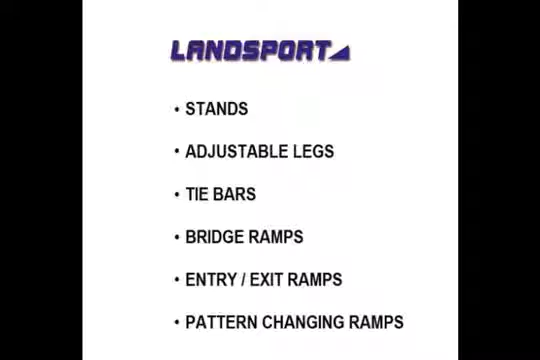 LANDSPORT
• STANDS
• ADJUSTABLE LEGS
• TIE BARS
• BRIDGE RAMPS
• ENTRY / EXIT RAMPS
• PATTERN CHANGING RAMPS